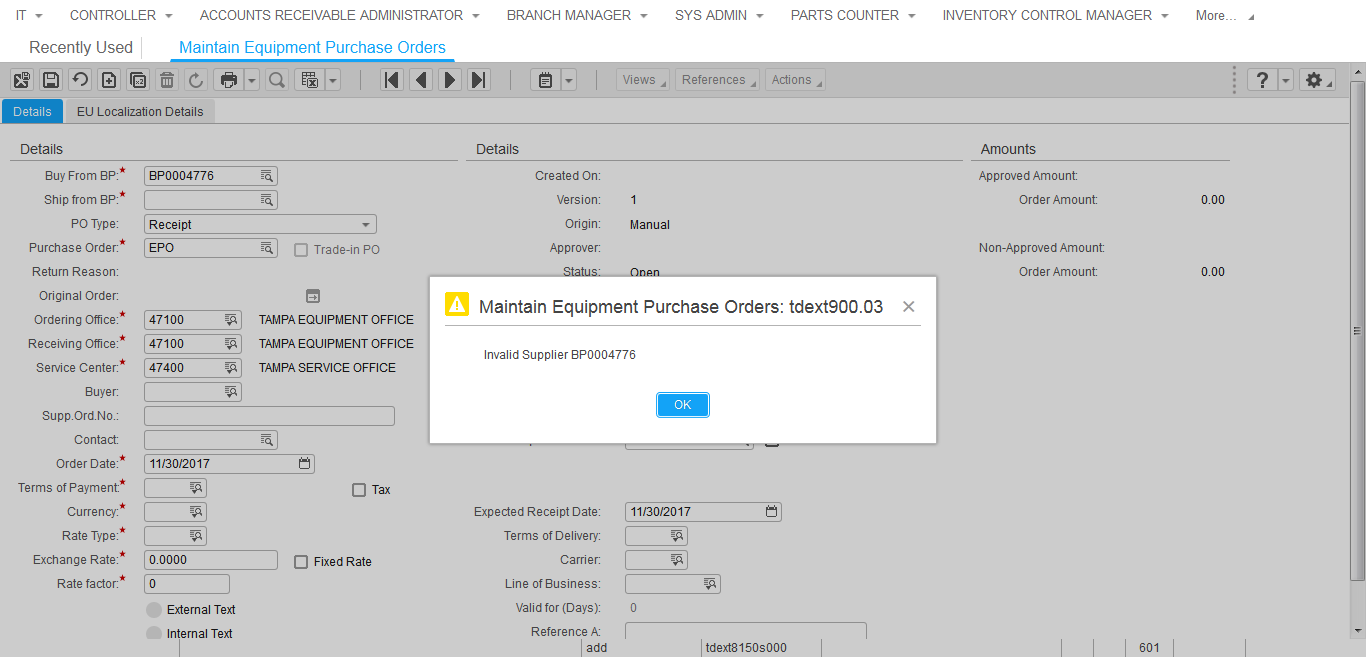 IT CONTROLLER ACCOUNTS RECEIVABLE ADMINISTRATOR BRANCH MANAGER SYS ADMIN PARTS COUNTER INVENTORY CONTROL MANAGER More...
Recently Used Maintain Equipment Purchase Orders
Views References Actions ?
Details EU Localization Details
Details Details Amounts
Buy From BP:* BP0004776 Created On: Approved Amount:
Ship from BP:* Version: 1 Order Amount: 0.00
PO Type: Receipt Origin: Manual
Purchase Order:* EPO Trade-in PO Approver: Non-Approved Amount:
Return Reason: Status: Open Order Amount: 0.00
Original Order:
Maintain Equipment Purchase Orders: tdext900.03
Ordering Office:* 47100 TAMPA EQUIPMENT OFFICE
Receiving Office:* 47100 TAMPA EQUIPMENT OFFICE
Invalid Supplier BP0004776
Service Center:* 47400 TAMPA SERVICE OFFICE
Buyer:
OK
Supp.Ord.No.:
Contact:
Order Date:* 11/30/2017
Terms of Payment:* Tax
Currency:* Expected Receipt Date: 11/30/2017
Rate Type:* Terms of Delivery:
Exchange Rate:* 0.0000 Fixed Rate Carrier:
Rate factor:* 0 Line of Business:
External Text Valid for (Days): 0
Internal Text Reference A:
add tdext8150s000 601